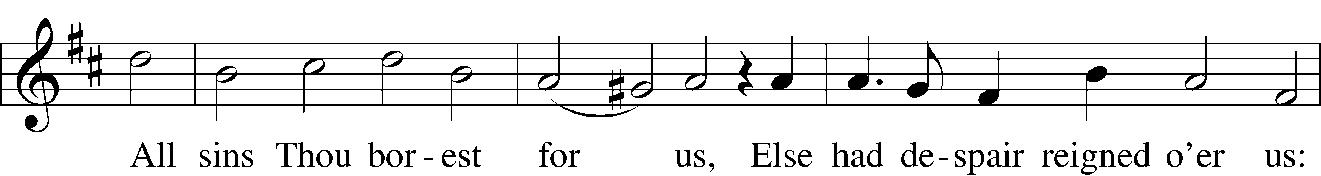 All sins Thou bor - est for us, Else had de - spair reigned o'er us: